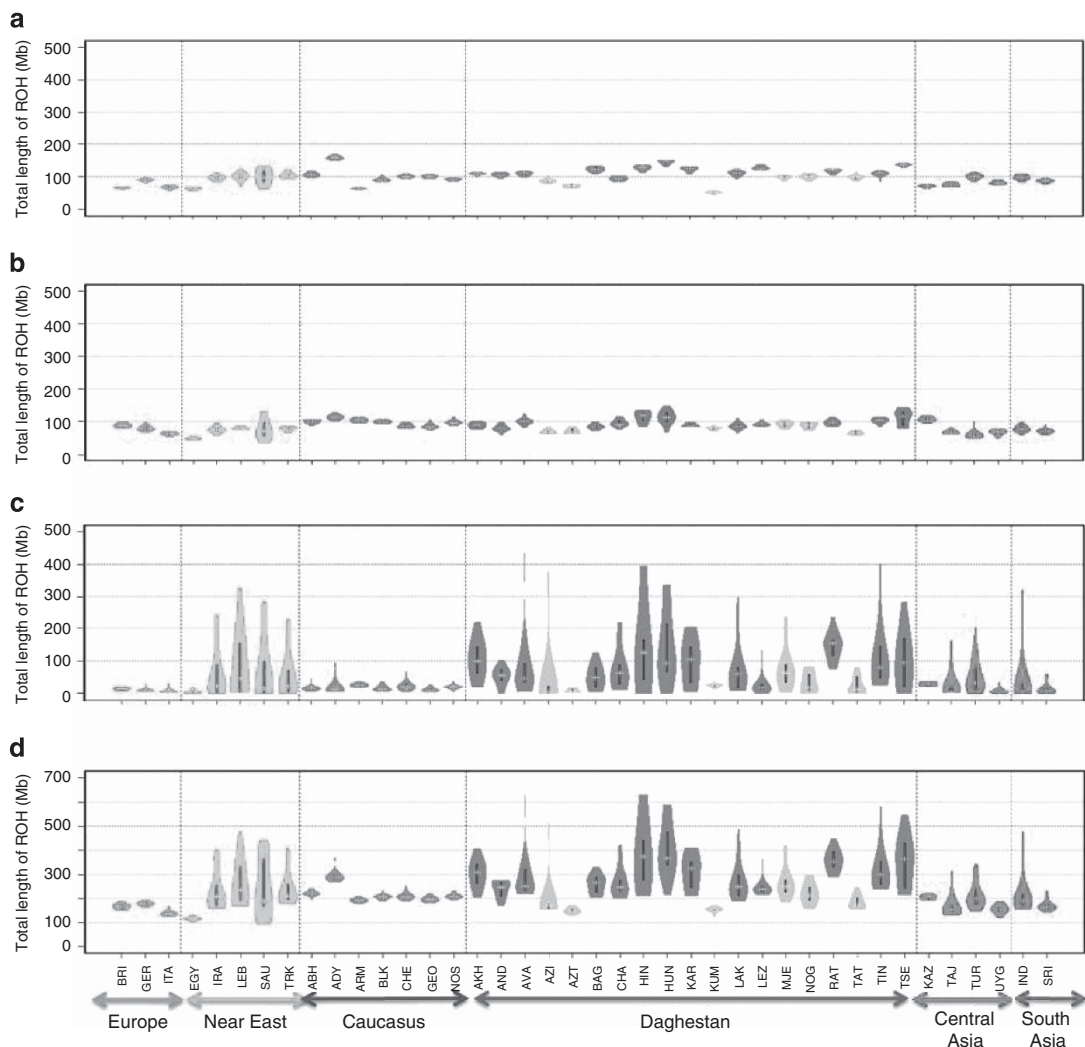 a
Total length of ROH (Mb)
500
400
300
200
100
0
b
Total length of ROH (Mb)
500
400
300
200
100
0
c
Total length of ROH (Mb)
500
400
300
200
100
0
d
Total length of ROH (Mb)
700
500
300
100
0
BRI GER ITA EGY IRA LEB SAU TRK ABH ADY ARM BLK CHE GEO NOS AKH AND AVA AZI AZT BAG CHA HIN HUN KAR KUM LAK LEZ MJE NOG RAT TAT TIN TSE KAZ TAJ TUR UYG IND SRI
Europe Near East Caucasus Daghestan Central Asia South Asia